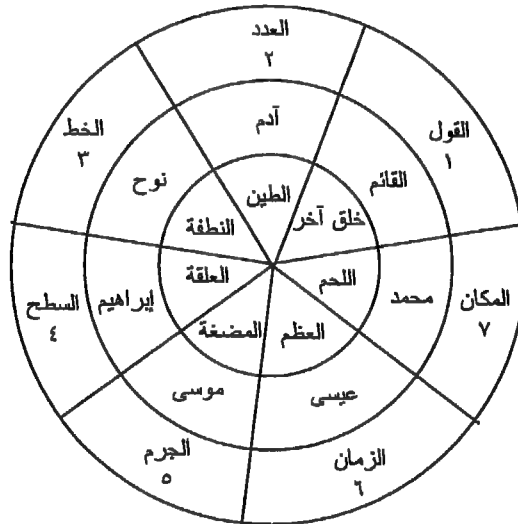 العدد
٢
القول
١
الخط
٣
آدم
القائم
نوح
الطين
خلق آخر
النطفة
العلقة
اللحم
المضغة
العظم
إبراهيم
محمد
السطح
٤
المكان
٧
موسى
عيسى
الجرم
٥
الزمان
٦